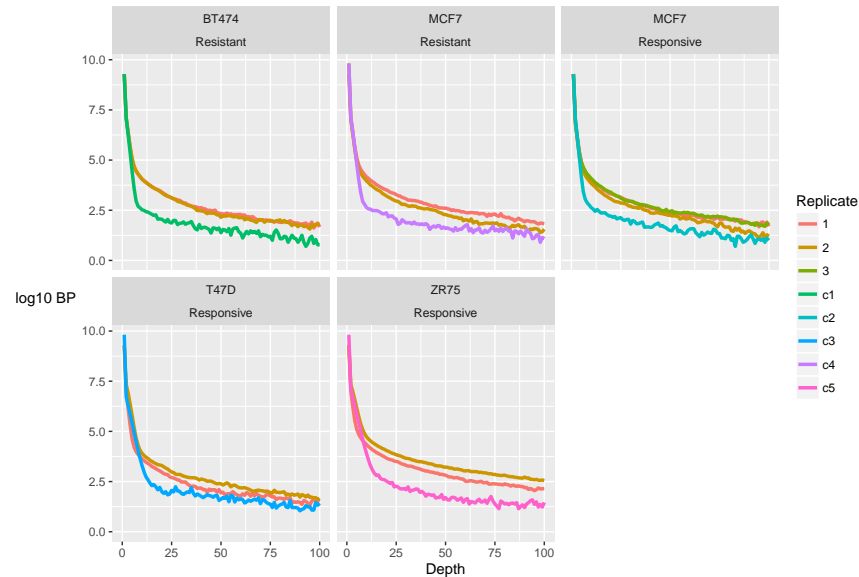 BT474
Resistant
MCF7
Resistant
MCF7
Responsive
10.0
7.5
5.0
2.5
0.0
T47D
Responsive
ZR75
Responsive
10.0
7.5
5.0
2.5
0.0
0
25
50
75
100
0
25
50
75
100
Depth
log10 BP
Replicate
1
2
3
c1
c2
c3
c4
c5